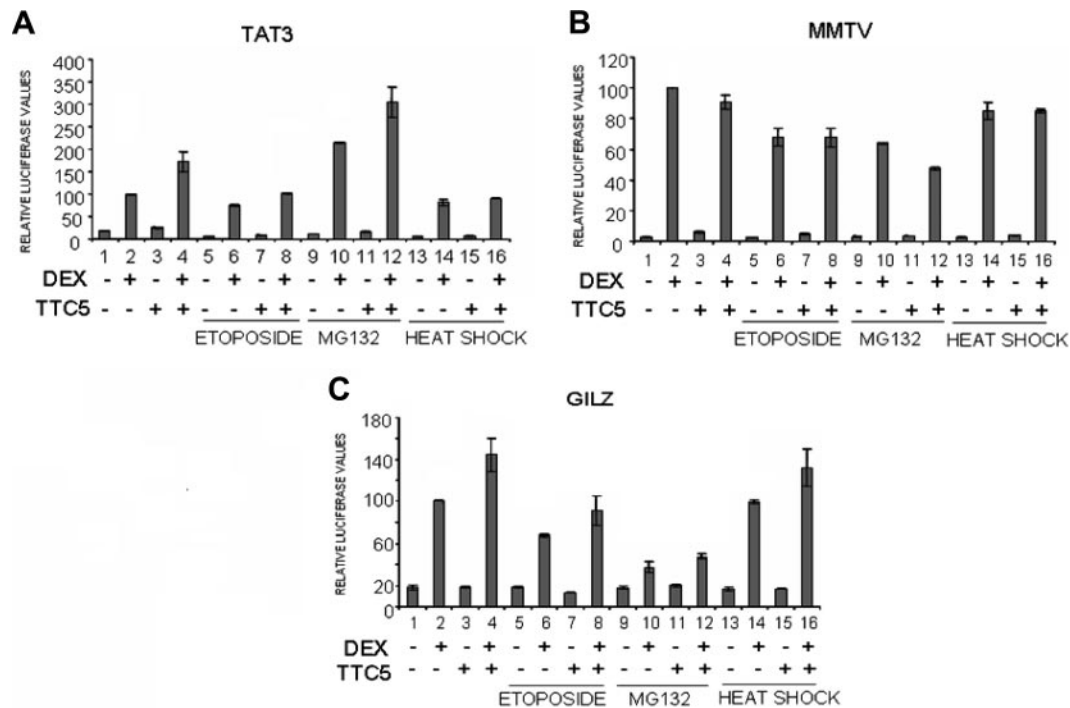 A
TAT3
RELATIVE LUCIFERASE VALUES
400
350
300
250
200
150
100
50
0
1 2 3 4 5 6 7 8 9 10 11 12 13 14 15 16
DEX - + - + - + - + - + - + - + - +
TTC5 - - + + - - + + - - + + - - + +
ETOPOSIDE MG132 HEAT SHOCK
B
MMTV
RELATIVE LUCIFERASE VALUES
120
100
80
60
40
20
0
1 2 3 4 5 6 7 8 9 10 11 12 13 14 15 16
DEX - + - + - + - + - + - + - + - +
TTC5 - - + + - - + + - - + + - - + +
ETOPOSIDE MG132 HEAT SHOCK
C
GILZ
RELATIVE LUCIFERASE VALUES
180
140
100
60
20
0
1 2 3 4 5 6 7 8 9 10 11 12 13 14 15 16
DEX - + - + - + - + - + - + - + - +
TTC5 - - + + - - + + - - + + - - + +
ETOPOSIDE MG132 HEAT SHOCK